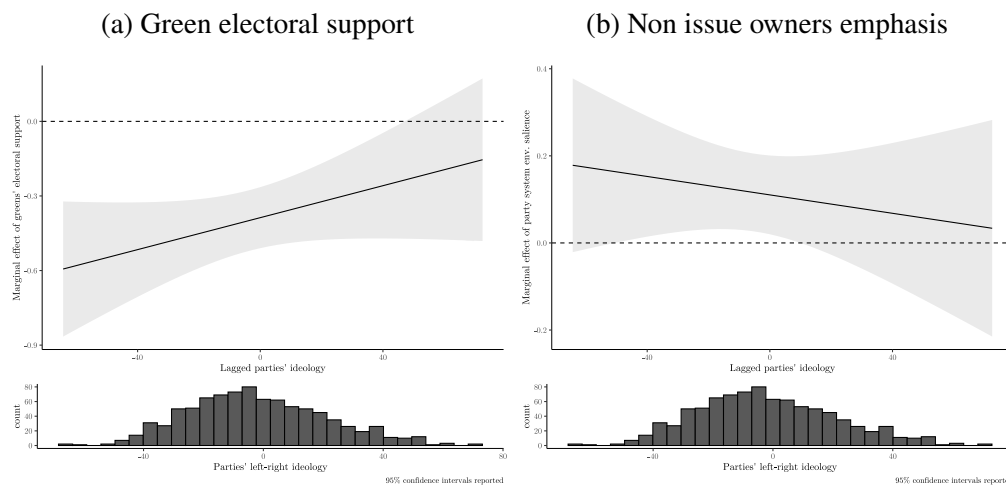 (a) Green electoral support
Marginal effect of greens' electoral support
0.0
-0.3
-0.6
-0.9
-40
0
40
Lagged parties' ideology
count
80
60
40
20
0
-40
0
40
80
Parties' left-right ideology
95% confidence intervals reported
(b) Non issue owners emphasis
Marginal effect of party system env. salience
0.4
0.2
0.0
-0.2
-40
0
40
Lagged parties' ideology
count
80
60
40
20
0
-40
0
40
Parties' left-right ideology
95% confidence intervals reported